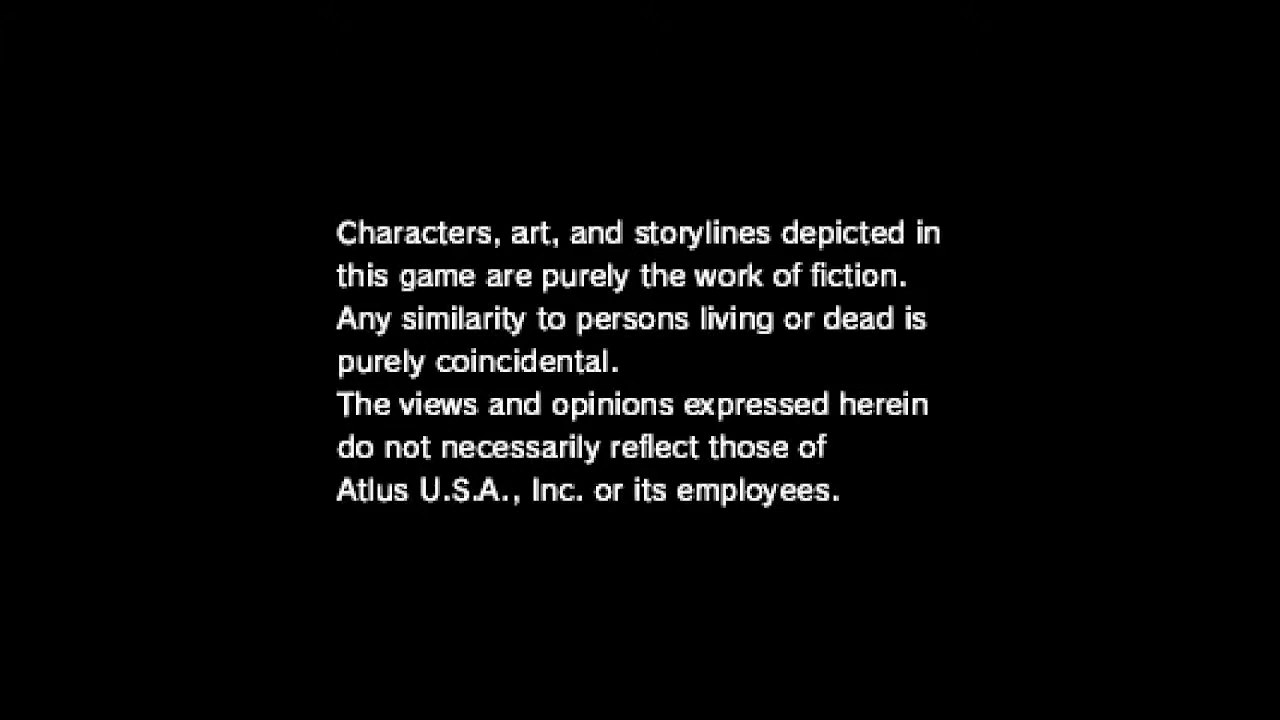 Characters, art, and storylines depicted in
this game are purely the work of fiction.
Any similarity to persons living or dead is
purely coincidental.
The views and opinions expressed herein
do not necessarily reflect those of
Atlus U.S.A., Inc. or its employees.